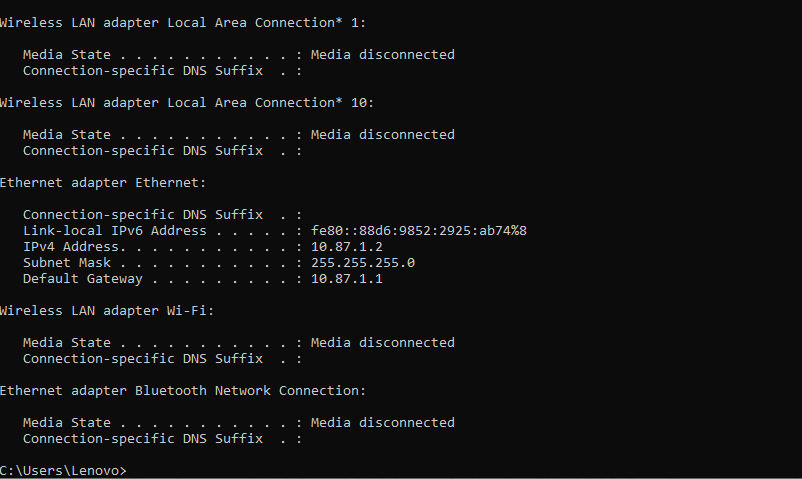 Wireless LAN adapter Local Area Connection* 1:
Media State . . . . . . . . . . . : Media disconnected
Connection-specific DNS Suffix  . :
Wireless LAN adapter Local Area Connection* 10:
Media State . . . . . . . . . . . : Media disconnected
Connection-specific DNS Suffix  . :
Ethernet adapter Ethernet:
Connection-specific DNS Suffix  . :
Link-local IPv6 Address . . . . . : fe80::88d6:9852:2925:ab74%8
IPv4 Address. . . . . . . . . . . : 10.87.1.2
Subnet Mask . . . . . . . . . . . : 255.255.255.0
Default Gateway . . . . . . . . . : 10.87.1.1
Wireless LAN adapter Wi-Fi:
Media State . . . . . . . . . . . : Media disconnected
Connection-specific DNS Suffix  . :
Ethernet adapter Bluetooth Network Connection:
Media State . . . . . . . . . . . : Media disconnected
Connection-specific DNS Suffix  . :
C:\Users\Lenovo>